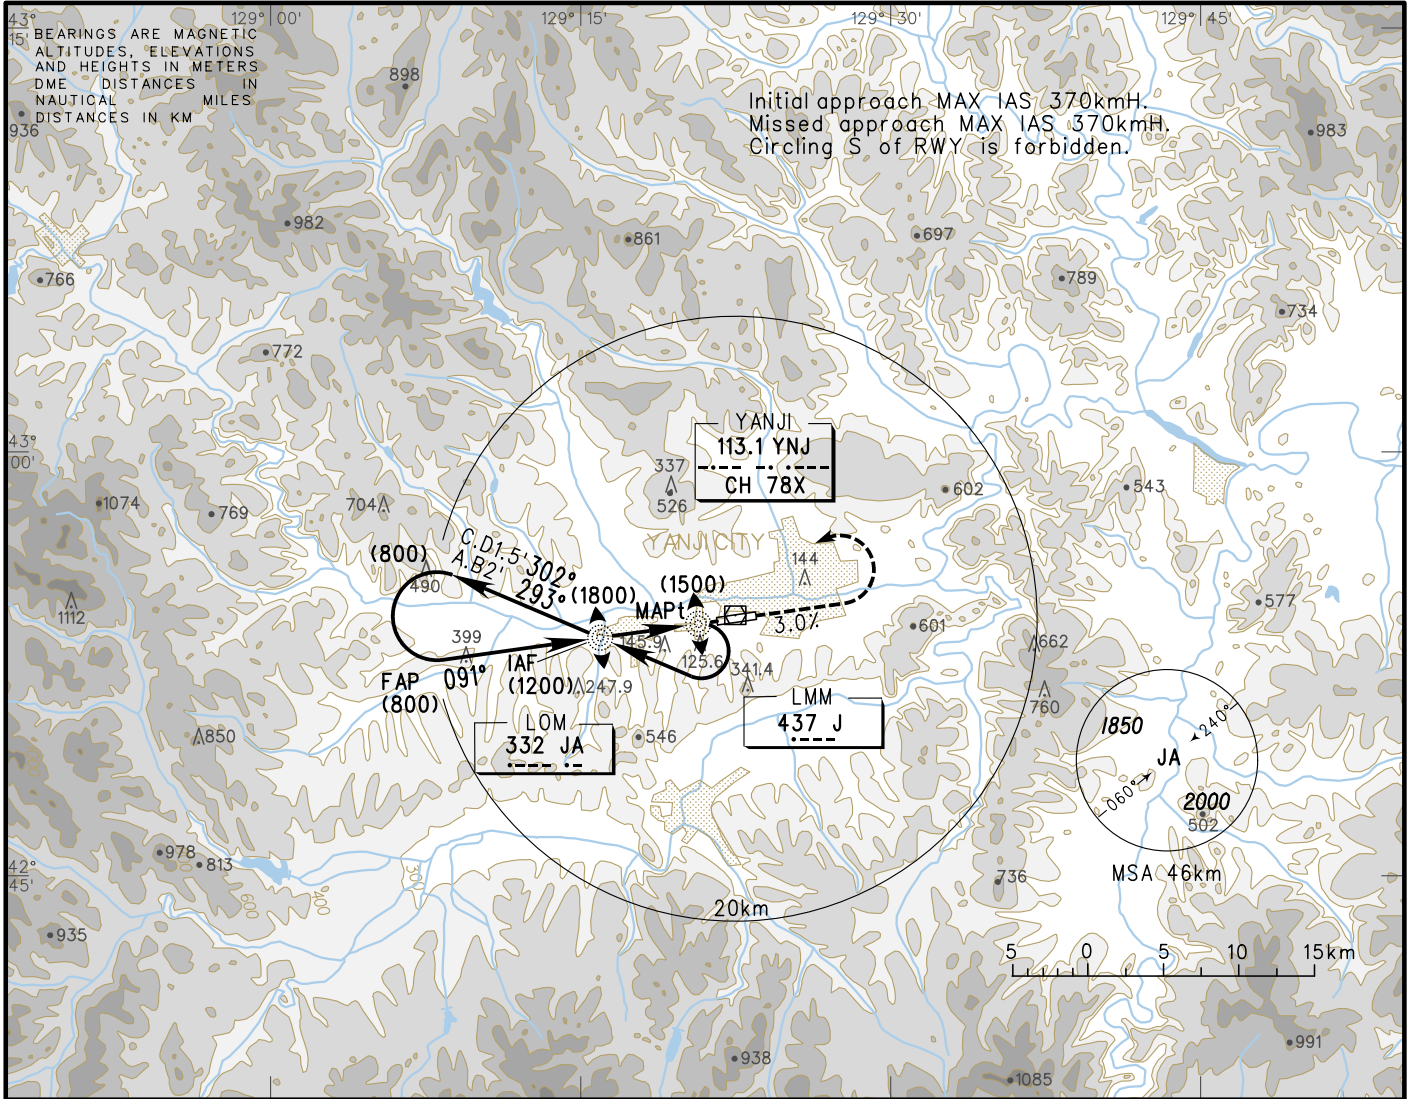 43°
15'
129° 00'
129° 15'
129° 30'
129° 45'
BEARINGS ARE MAGNETIC
ALTITUDES, ELEVATIONS
AND HEIGHTS IN METERS
DME DISTANCES IN
NAUTICAL MILES
DISTANCES IN KM
Initial approach MAX IAS 370kmH.
Missed approach MAX IAS 370kmH.
Circling S of RWY is forbidden.
898
936
983
982
861
697
766
789
734
772
43°
00'
YANJI
113.1 YNJ
CH 78X
337
526
602
543
1074
769
704
YANJI CITY
144
C.D1.5' 302°
A.B2' 293°
(800)
490
(1800)
(1500)
MAPt
3.0%
577
1112
601
662
399
145.9
125.6
341.4
IAF
(1200)
247.9
FAP
(800)
091°
760
LMM
437 J
LOM
332 JA
546
850
1850
240°
JA
060°
2000
502
MSA 46km
978
813
42°
45'
300
400
600
736
20km
935
5 0 5 10 15km
991
938
1085